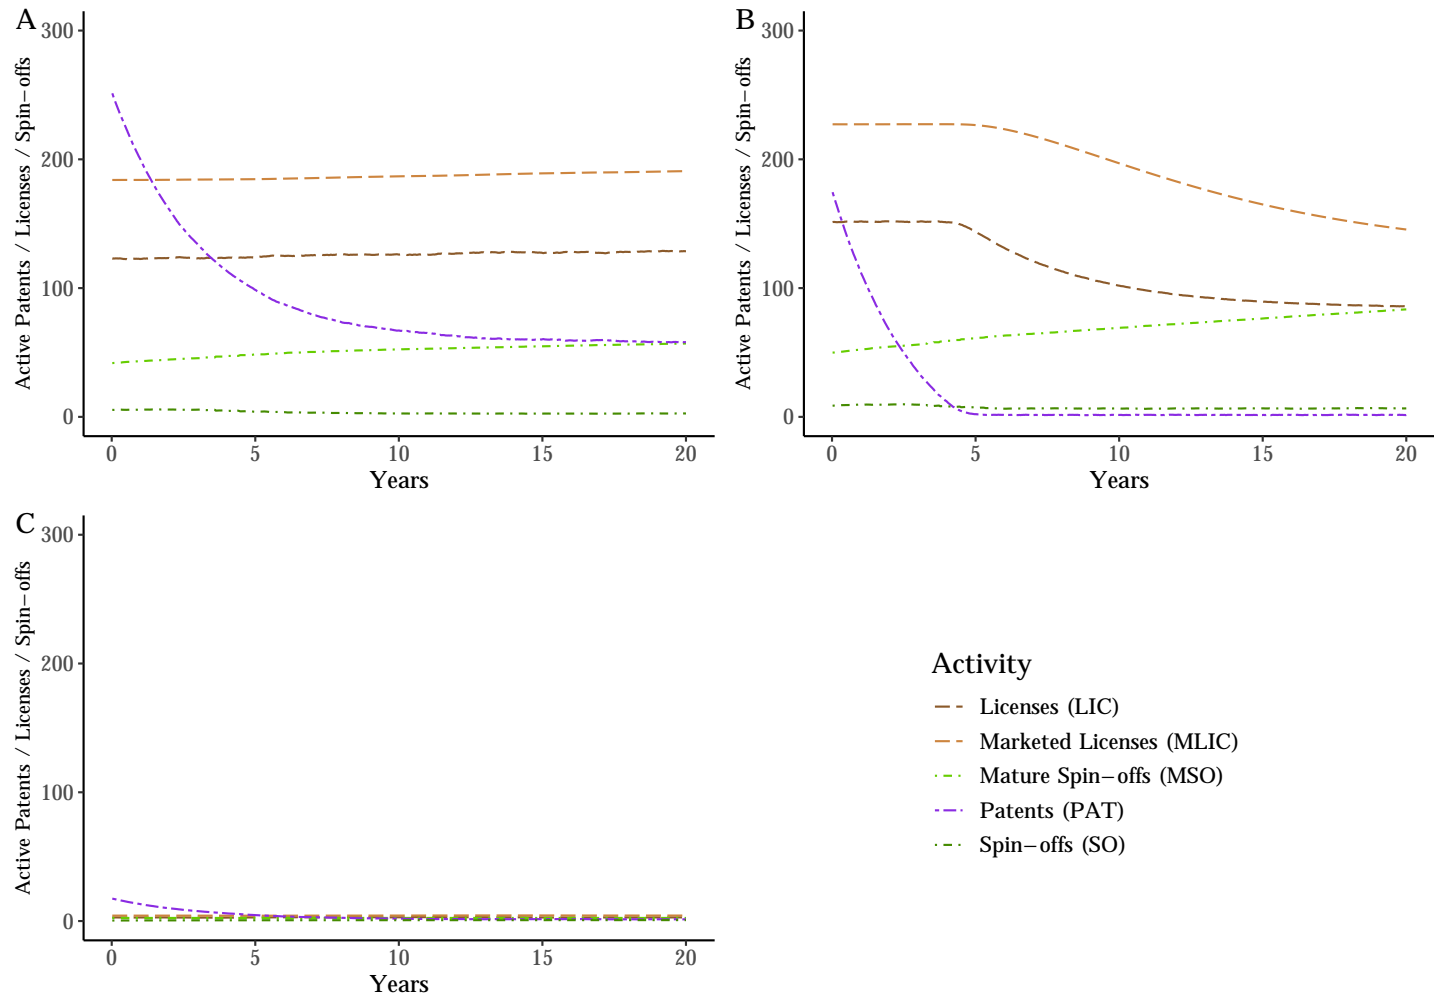 A
Active Patents / Licenses / Spin−offs
300
200
100
0
0 5 10 15 20
Years
B
Active Patents / Licenses / Spin−offs
300
200
100
0
0 5 10 15 20
Years
C
Active Patents / Licenses / Spin−offs
300
200
100
0
0 5 10 15 20
Years
Activity
Licenses (LIC)
Marketed Licenses (MLIC)
Mature Spin−offs (MSO)
Patents (PAT)
Spin−offs (SO)